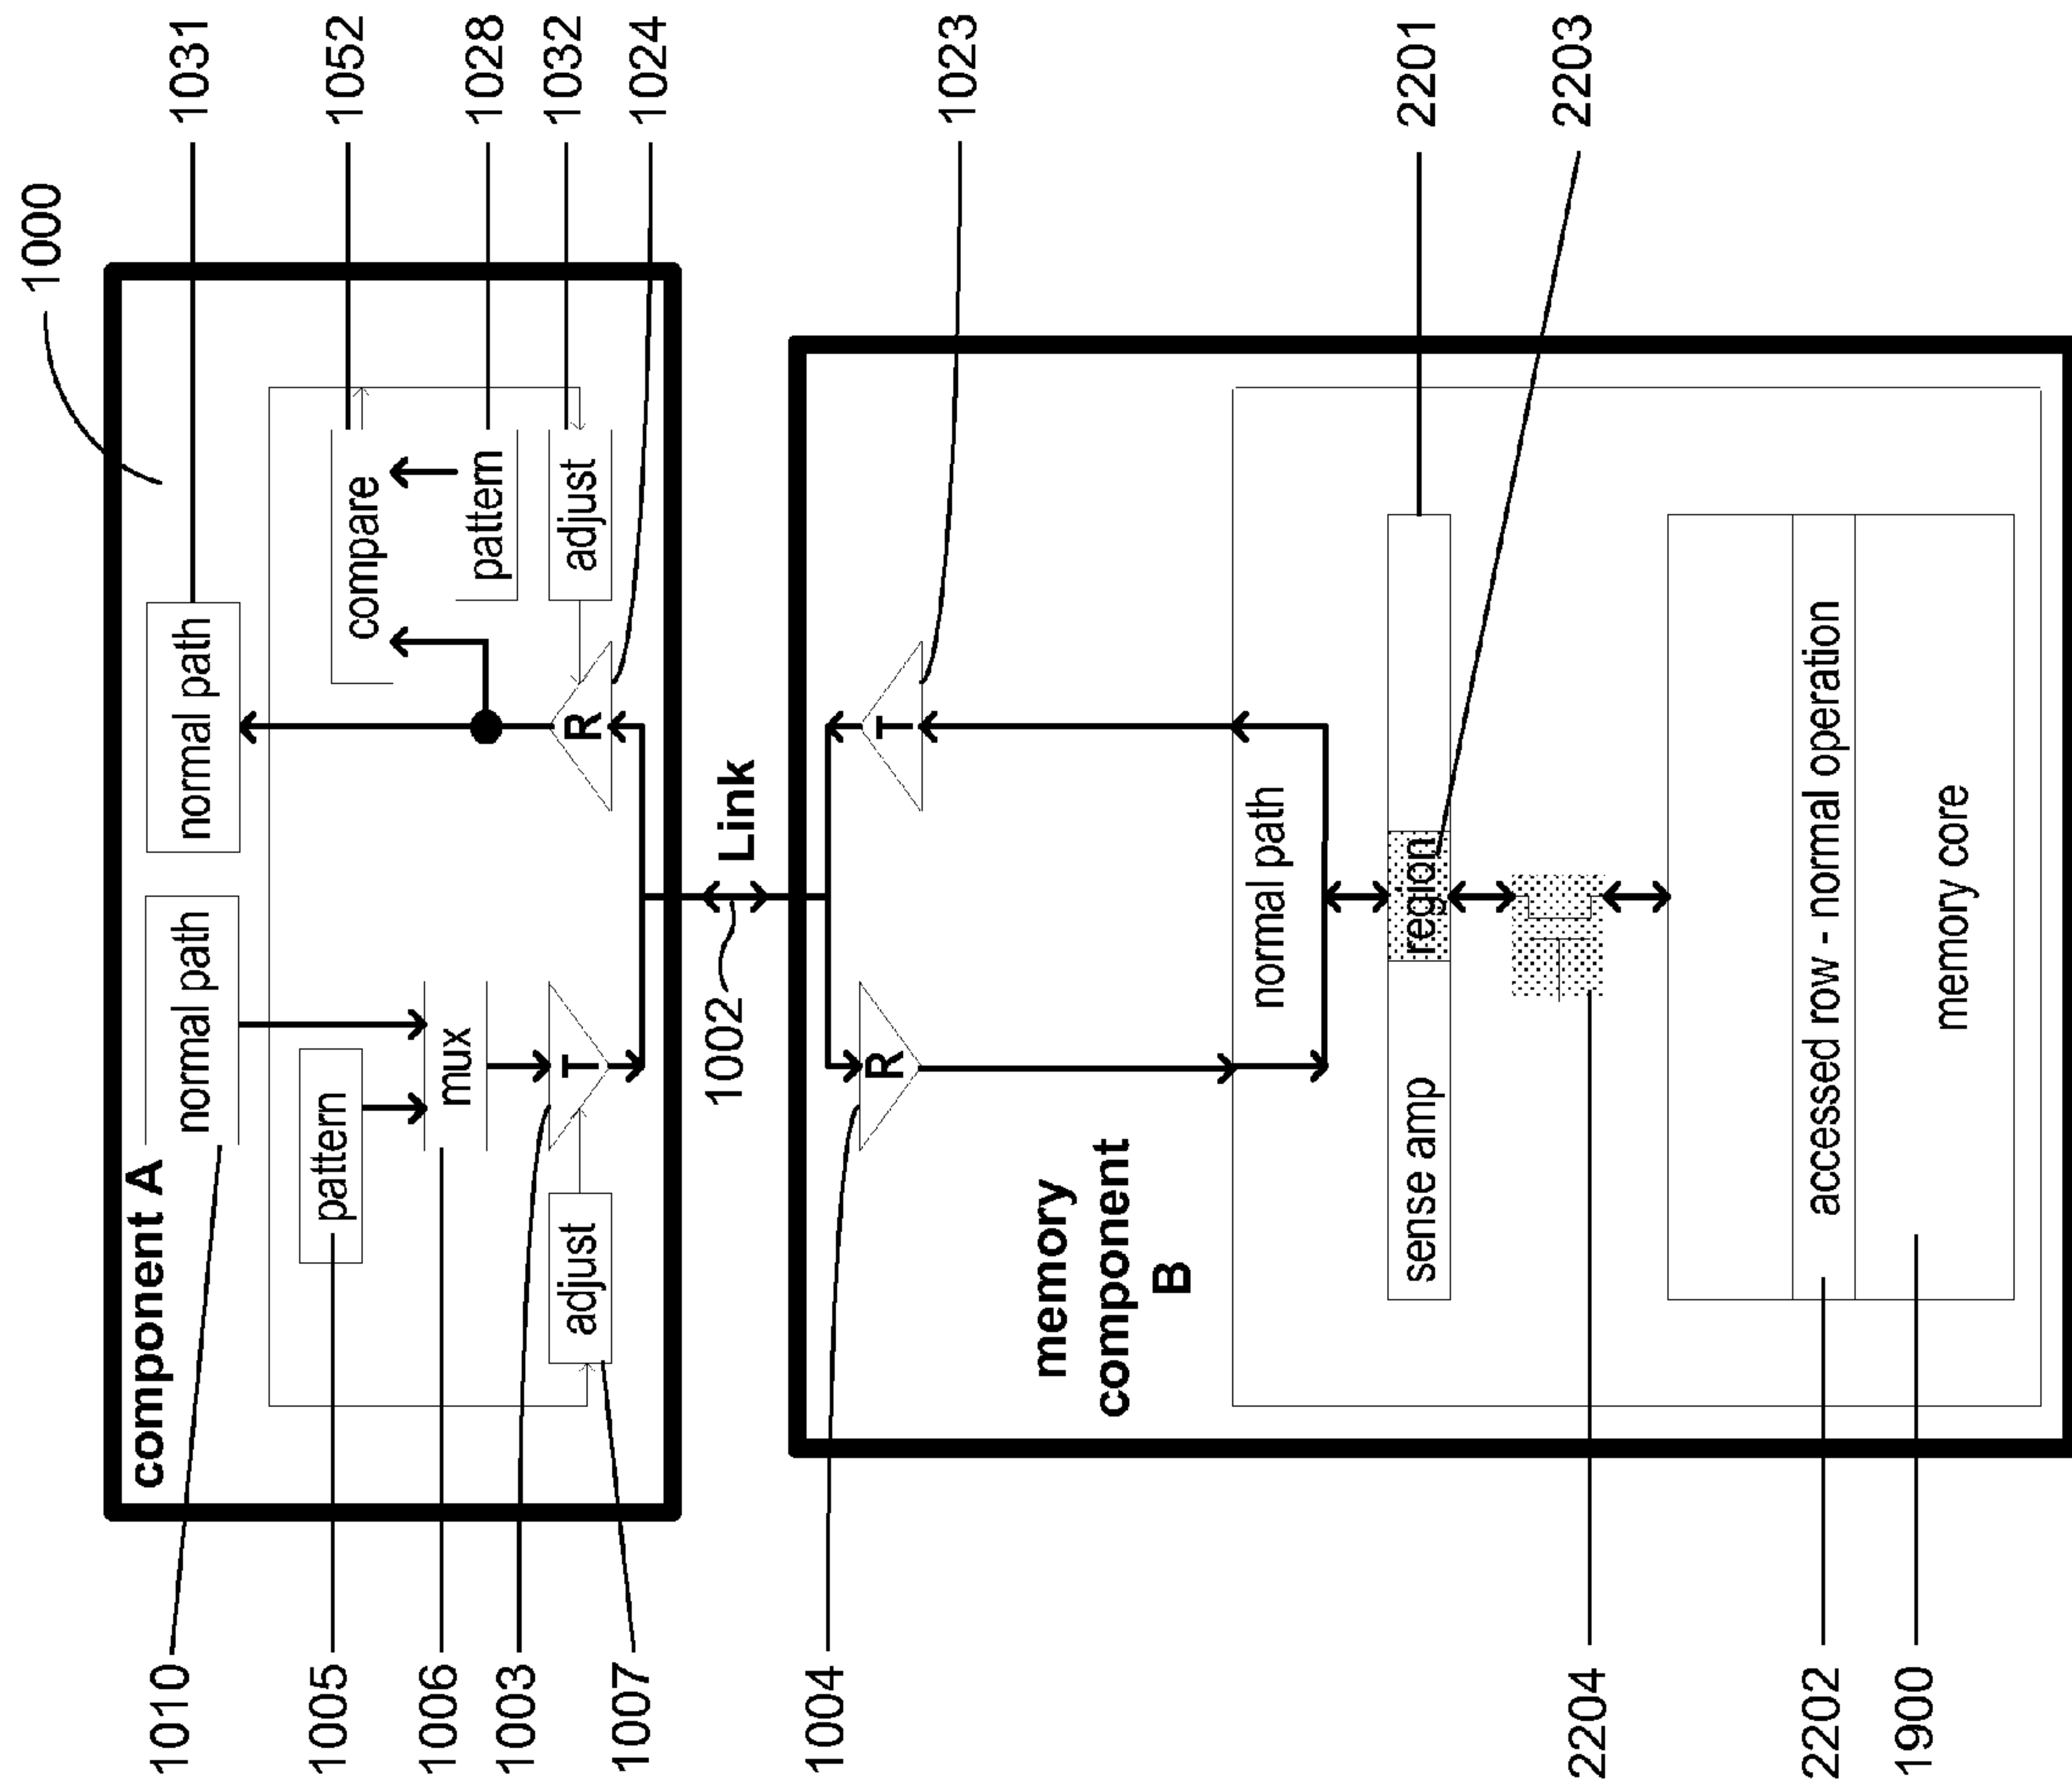 1010
1005
1006
1003
1007
1004
2204
2202
1900
component A
normal path
normal path
pattern
compare
mux
pattern
adjust
adjust
T
R
1002
Link
memory
component
B
R
T
normal path
sense amp
region
accessed row - normal operation
memory core
1000
1031
1052
1028
1032
1024
1023
2201
2203